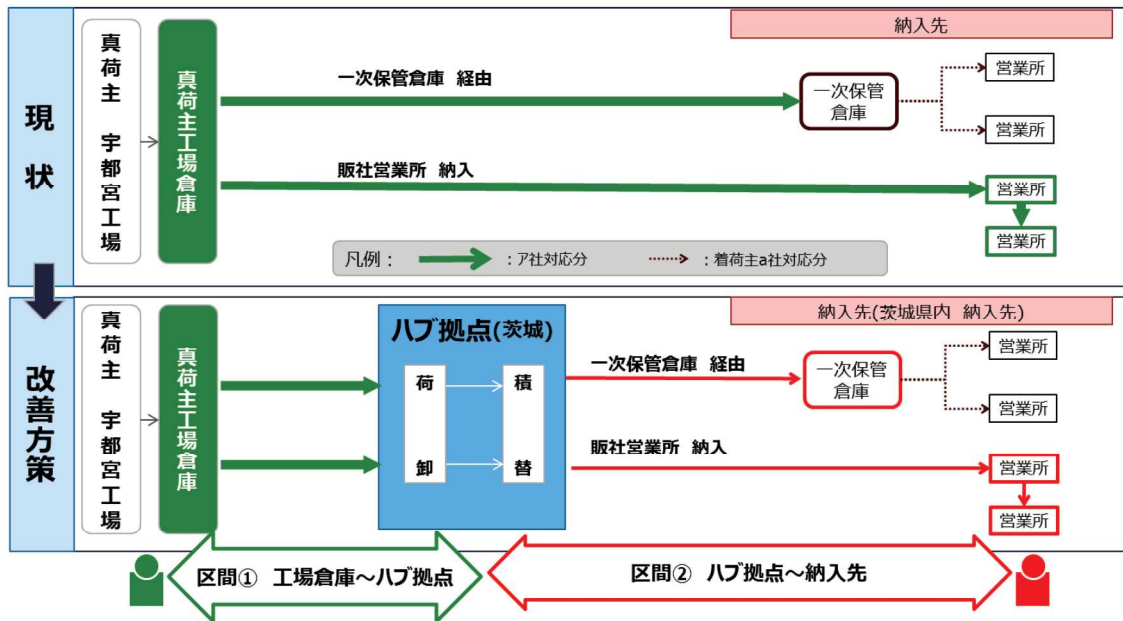 現状
真荷主 宇都宮工場
真荷主工場倉庫
納入先
一次保管倉庫 経由
一次保管
倉庫
営業所
営業所
販社営業所 納入
営業所
営業所
凡例： ：ア社対応分 ：着荷主a社対応分
改善方策
真荷主 宇都宮工場
真荷主工場倉庫
ハブ拠点(茨城)
荷卸
積替
納入先(茨城県内 納入先)
一次保管倉庫 経由
一次保管
倉庫
営業所
営業所
販社営業所 納入
営業所
営業所
区間① 工場倉庫～ハブ拠点
区間② ハブ拠点～納入先